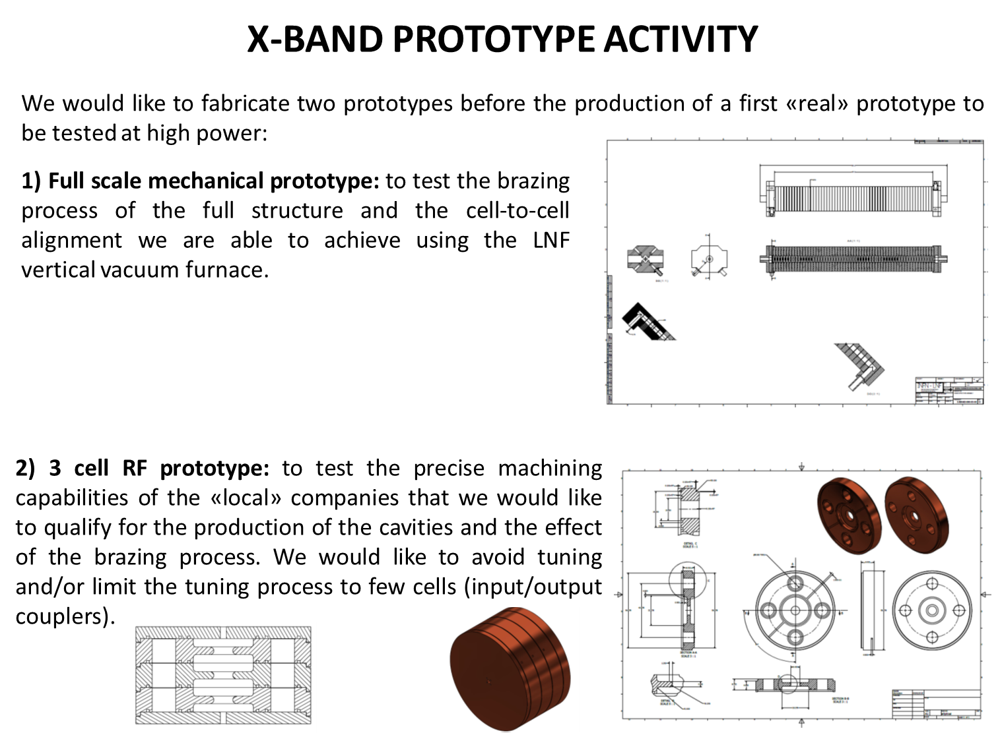 X-BAND PROTOTYPE ACTIVITY
We would like to fabricate two prototypes before the production of a first «real» prototype to
be tested at high power:
1) Full scale mechanical prototype: to test the brazing
process of the full structure and the cell-to-cell
alignment we are able to achieve using the LNF
vertical vacuum furnace.
INFN - LNF
2) 3 cell RF prototype: to test the precise machining
capabilities of the «local» companies that we would like
to qualify for the production of the cavities and the effect
of the brazing process. We would like to avoid tuning
and/or limit the tuning process to few cells (input/output
couplers).
DETAIL C
SECTION A-A
SECTION B-B